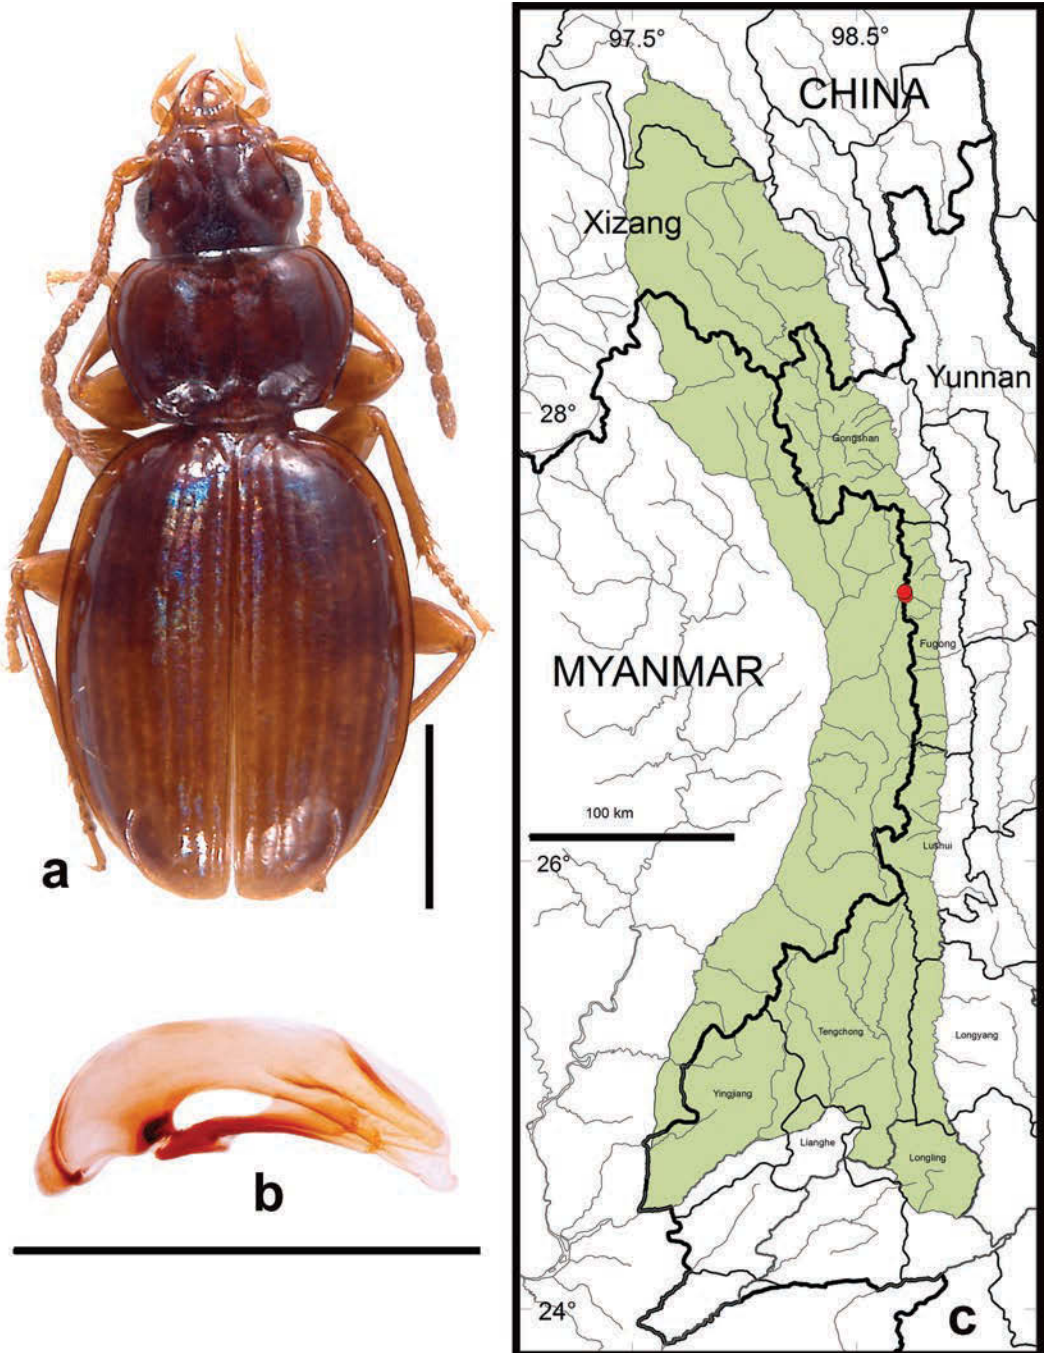 97.5°
98.5°
CHINA
Xizang
Yunnan
28°
Gongshan
Fugong
MYANMAR
100 km
Lushui
26°
a
Tengchong
Longyang
Yingjiang
Lianghe
Longling
b
24°
c